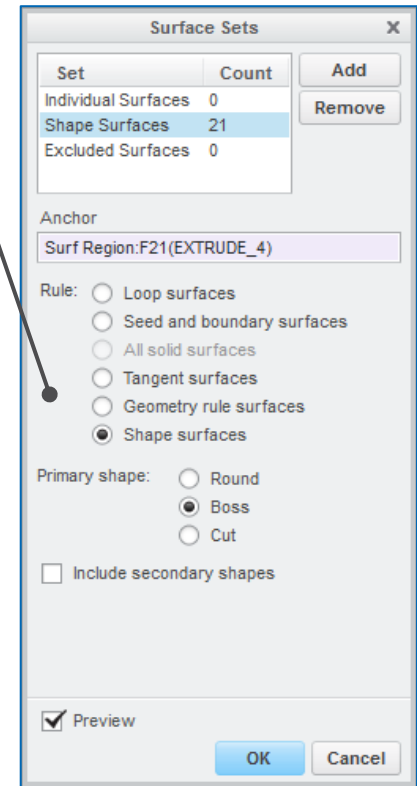 Surface Sets
Set Count Add
Individual Surfaces 0 Remove
Shape Surfaces 21
Excluded Surfaces 0
Anchor
Surf Region:F21(EXTRUDE_4)
Rule: Loop surfaces
Seed and boundary surfaces
All solid surfaces
Tangent surfaces
Geometry rule surfaces
Shape surfaces
Primary shape: Round
Boss
Cut
Include secondary shapes
Preview
OK Cancel